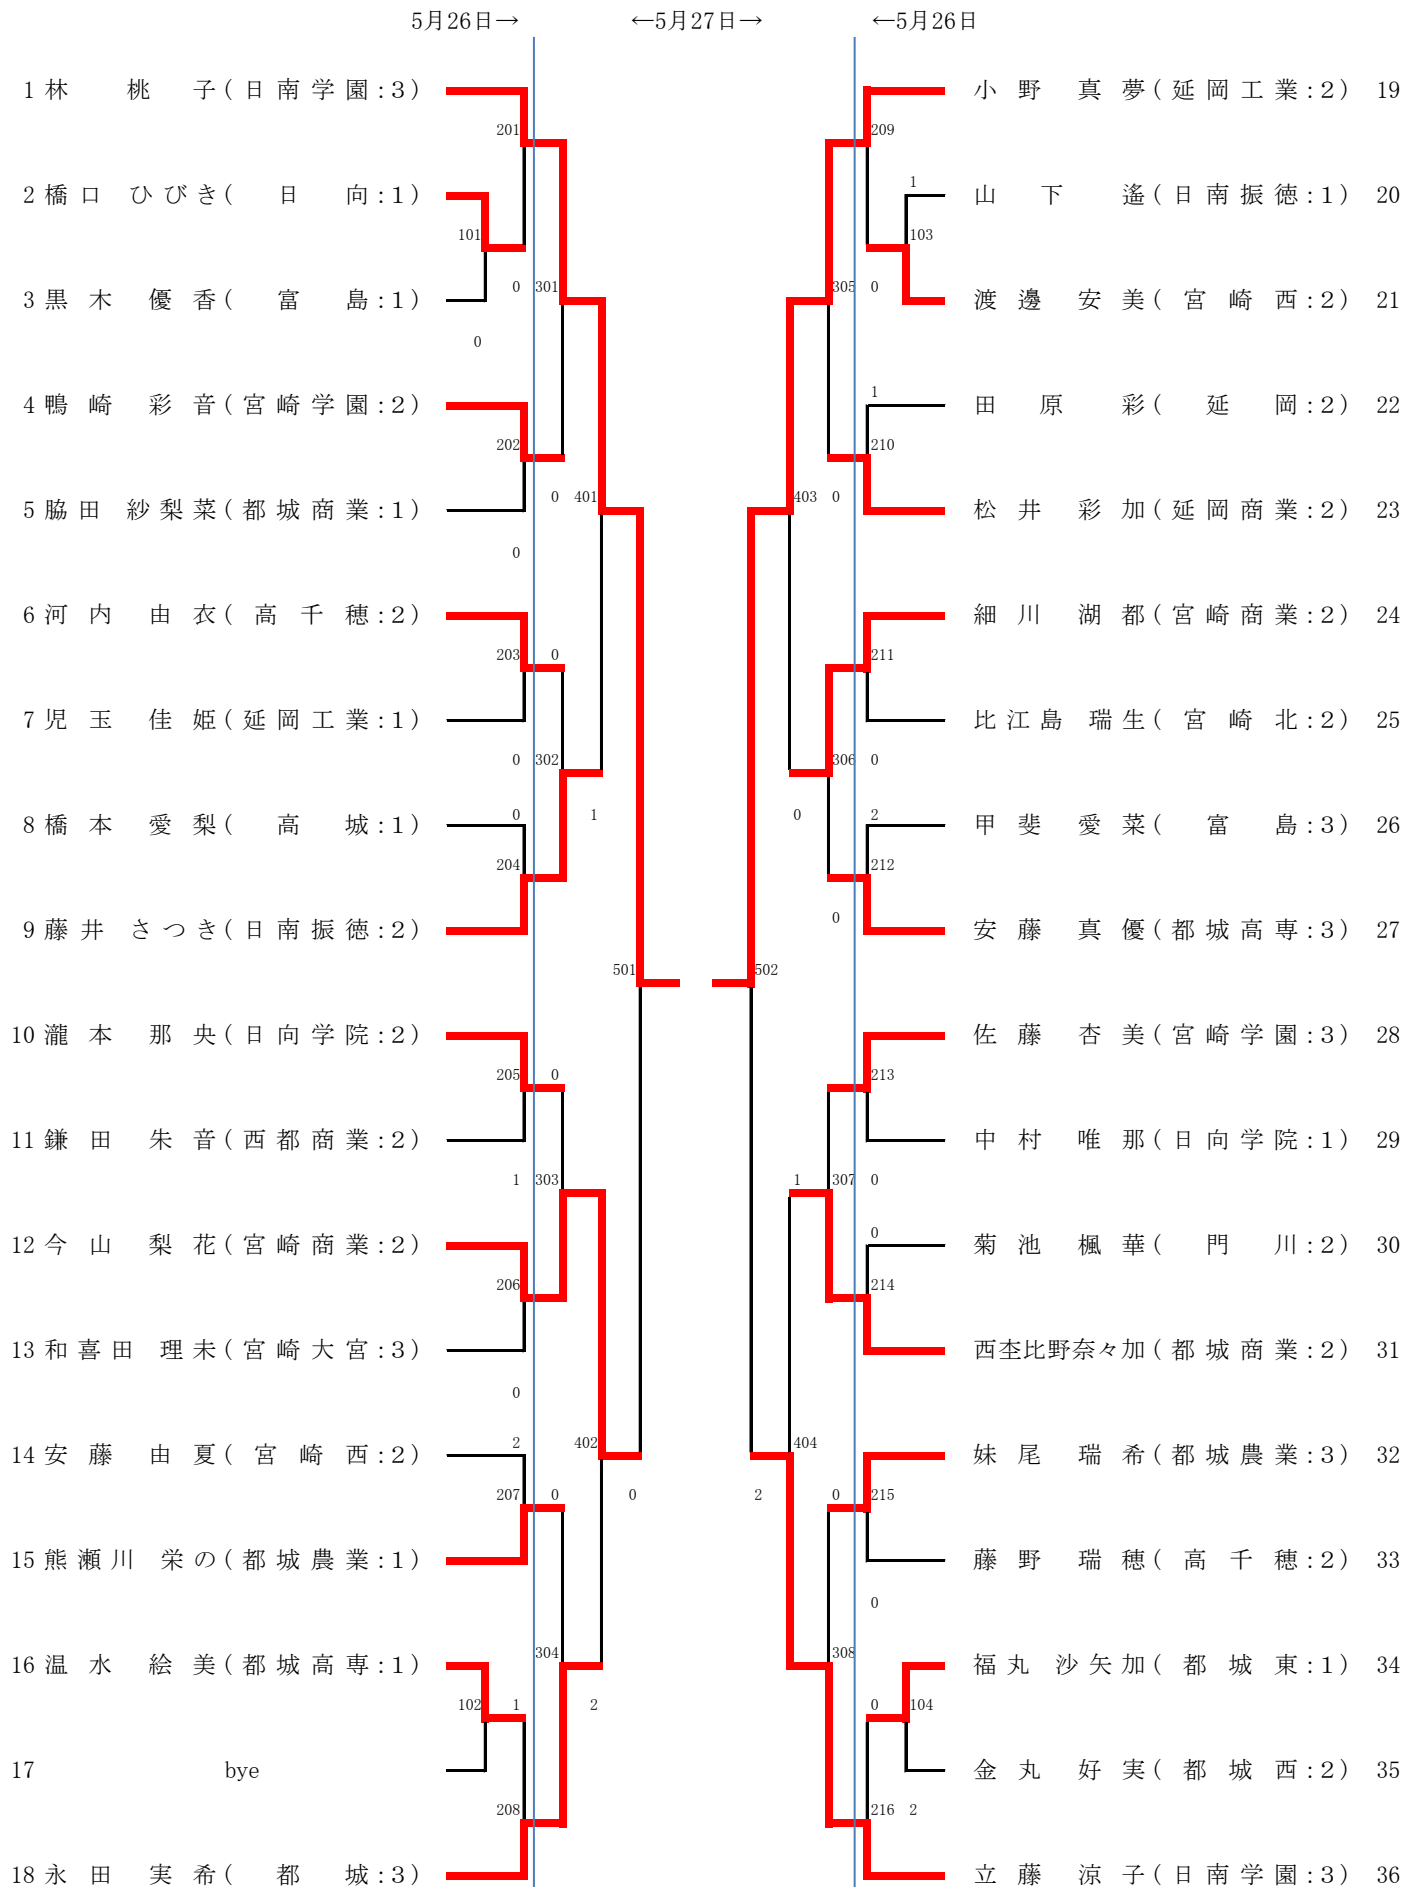 5月26日→ ←5月27日→ ←5月26日
1 林 桃 子 ( 日 南 学 園 : 3 ) 小 野 真 夢 ( 延 岡 工 業 : 2 ) 19
201 209
2 橋 口 ひ び き ( 日 向 : 1 ) 1 山 下 遙 ( 日 南 振 徳 : 1 ) 20
101 103
0 301 305 0
3 黒 木 優 香 ( 富 島 : 1 ) 渡 邊 安 美 ( 宮 崎 西 : 2 ) 21
0
4 鴨 崎 彩 音 ( 宮 崎 学 園 : 2 ) 1 田 原 彩 ( 延 岡 : 2 ) 22
202 210
0 401 403 0
5 脇 田 紗 梨 菜 ( 都 城 商 業 : 1 ) 松 井 彩 加 ( 延 岡 商 業 : 2 ) 23
0
6 河 内 由 衣 ( 高 千 穂 : 2 ) 細 川 湖 都 ( 宮 崎 商 業 : 2 ) 24
203 0 211
7 児 玉 佳 姫 ( 延 岡 工 業 : 1 ) 比 江 島 瑞 生 ( 宮 崎 北 : 2 ) 25
0 302 306 0
0 1 0 2
8 橋 本 愛 梨 ( 高 城 : 1 ) 甲 斐 愛 菜 ( 富 島 : 3 ) 26
204 212
0
9 藤 井 さ つ き ( 日 南 振 徳 : 2 ) 安 藤 真 優 ( 都 城 高 専 : 3 ) 27
501 502
10 瀧 本 那 央 ( 日 向 学 院 : 2 ) 佐 藤 杏 美 ( 宮 崎 学 園 : 3 ) 28
205 0 213
11 鎌 田 朱 音 ( 西 都 商 業 : 2 ) 中 村 唯 那 ( 日 向 学 院 : 1 ) 29
1 303 1 307 0
0
12 今 山 梨 花 ( 宮 崎 商 業 : 2 ) 菊 池 楓 華 ( 門 川 : 2 ) 30
206 214
13 和 喜 田 理 未 ( 宮 崎 大 宮 : 3 ) 西杢比野奈々加 ( 都 城 商 業 : 2 ) 31
0
2 402 404
14 安 藤 由 夏 ( 宮 崎 西 : 2 ) 妹 尾 瑞 希 ( 都 城 農 業 : 3 ) 32
207 0 0 2 0 215
15 熊 瀬 川 栄 の ( 都 城 農 業 : 1 ) 藤 野 瑞 穂 ( 高 千 穂 : 2 ) 33
0
304 308
16 温 水 絵 美 ( 都 城 高 専 : 1 ) 福 丸 沙 矢 加 ( 都 城 東 : 1 ) 34
102 1 2 0 104
17 bye 金 丸 好 実 ( 都 城 西 : 2 ) 35
208 216 2
18 永 田 実 希 ( 都 城 : 3 ) 立 藤 涼 子 ( 日 南 学 園 : 3 ) 36